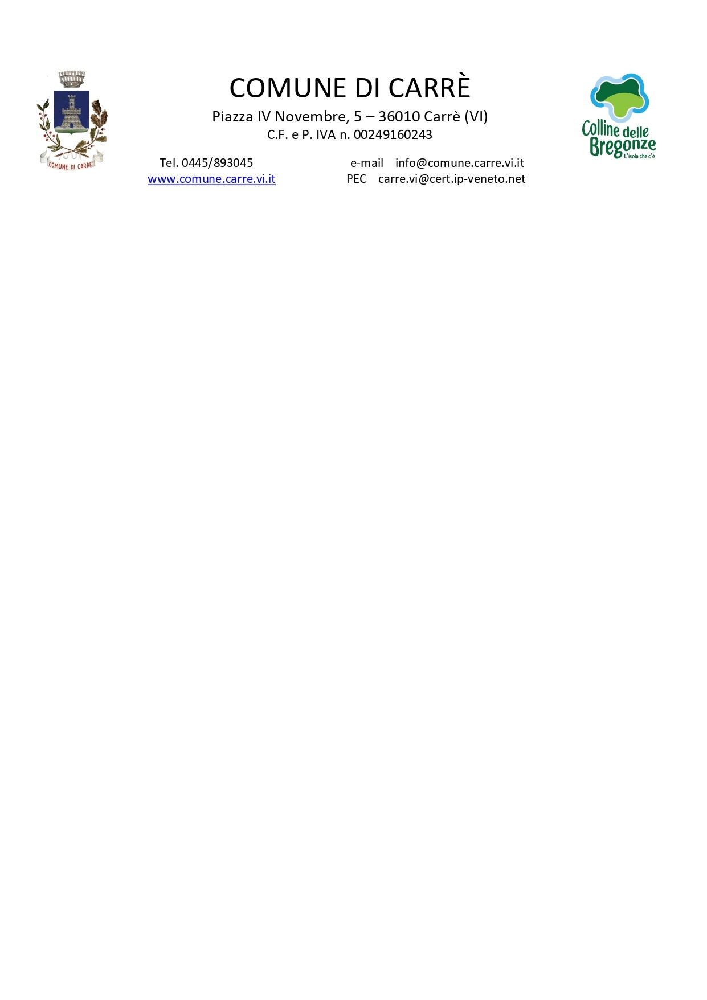 COMUNE DI CARRÈ
Piazza IV Novembre, 5 – 36010 Carrè (VI)
C.F. e P. IVA n. 00249160243
Tel. 0445/893045 e-mail info@comune.carre.vi.it
www.comune.carre.vi.it PEC carre.vi@cert.ip-veneto.net
COMUNE DI CARRE'
Colline delle
Bregonze
L'isola che c'è